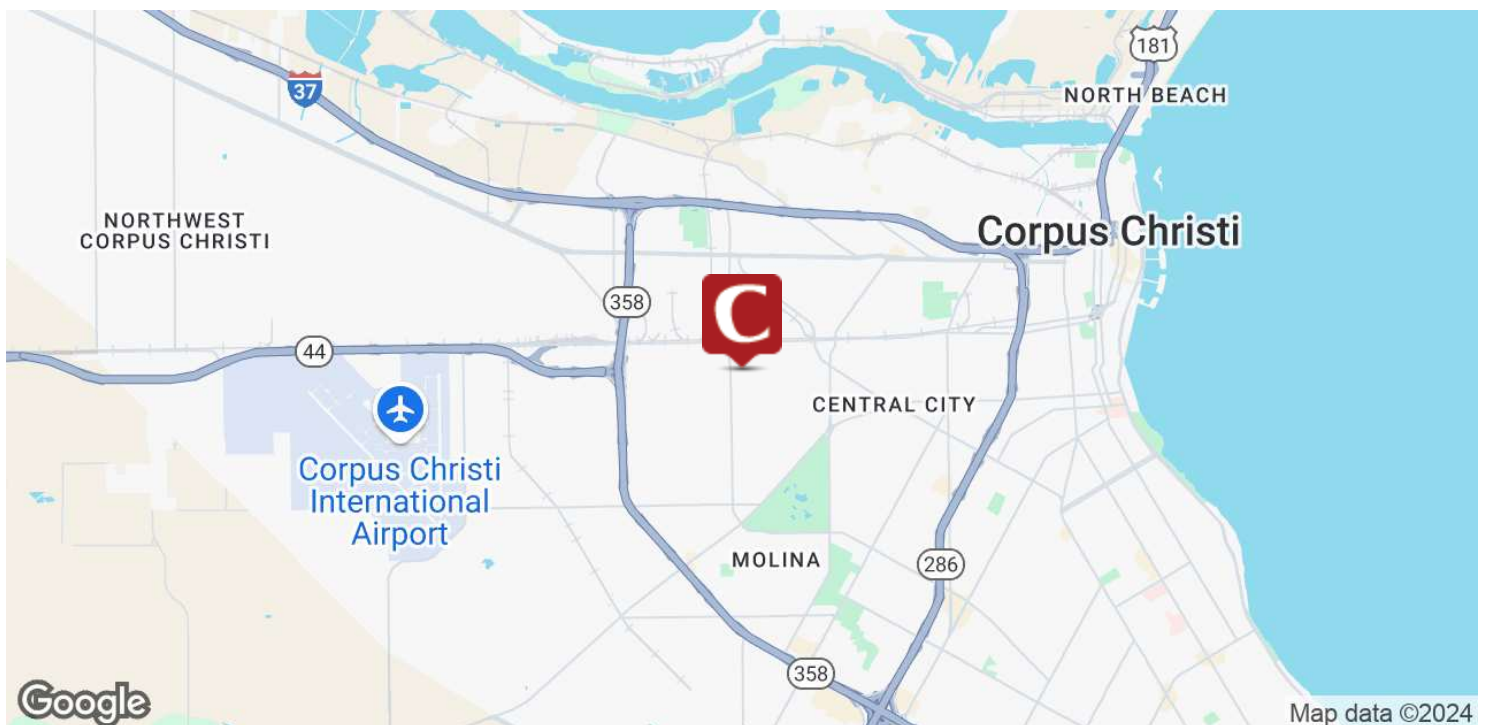 181
NORTH BEACH
37
NORTHWEST
CORPUS CHRISTI
Corpus Christi
358
C
44
CENTRAL CITY
Corpus Christi
International
Airport
MOLINA
286
358
Google
Map data ©2024